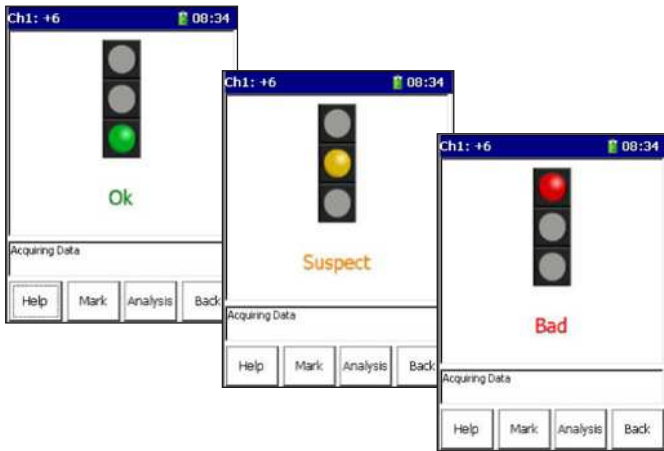 Ch1: +6 08:34
Ok
Acquiring Data
Help Mark Analysis Back
Ch1: +6 08:34
Suspect
Acquiring Data
Help Mark Analysis Back
Ch1: +6 08:34
Bad
Acquiring Data
Help Mark Analysis Back